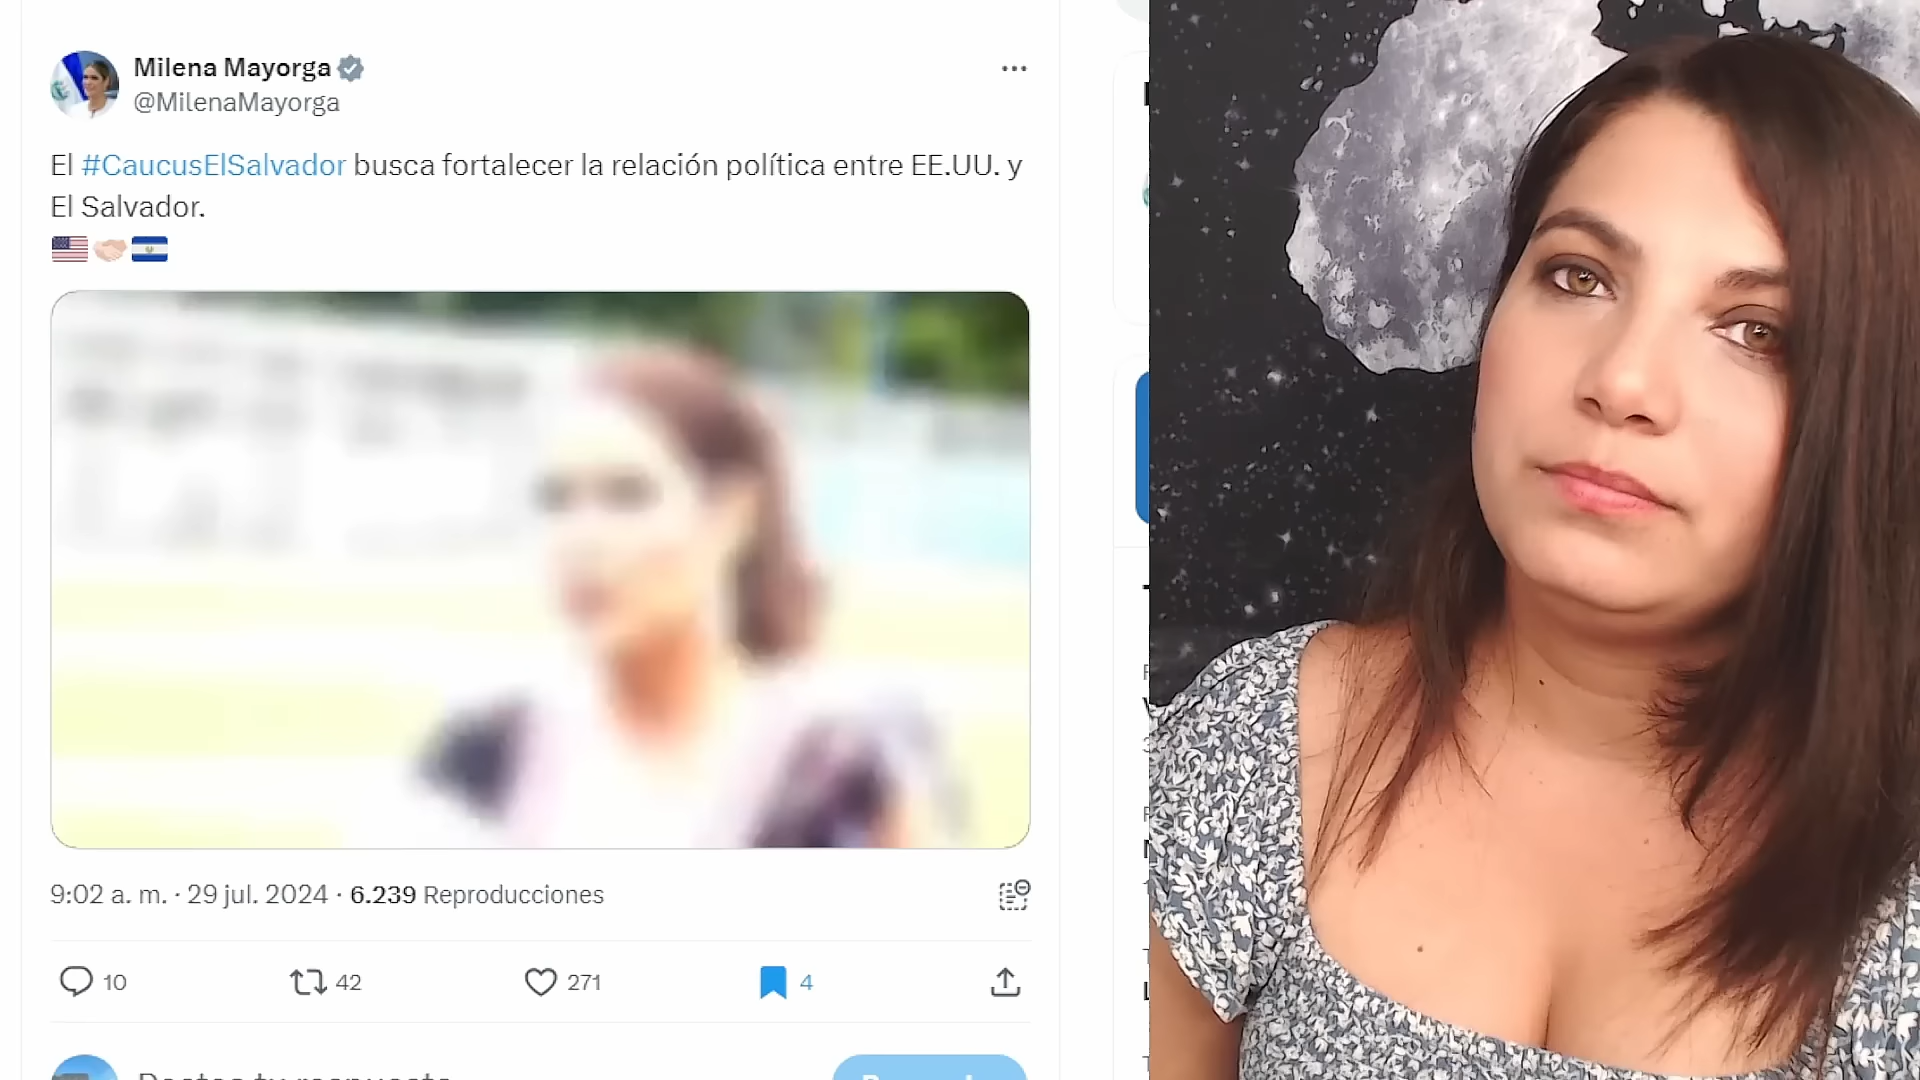 Milena Mayorga
@MilenaMayorga
El #CaucusElSalvador busca fortalecer la relación política entre EE.UU. y
El Salvador.
9:02 a. m. · 29 jul. 2024 · 6.239 Reproducciones
10 42 271 4